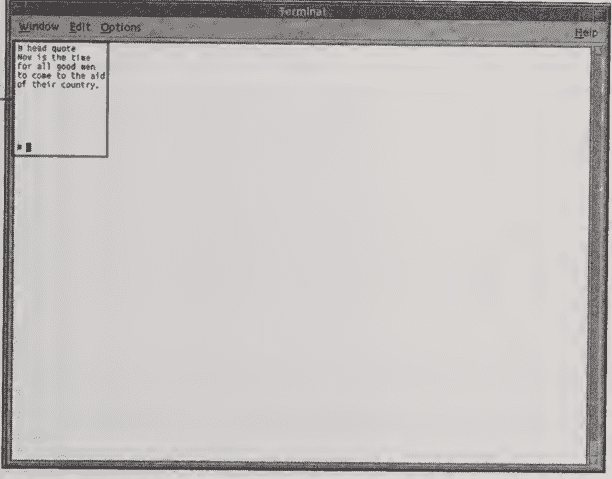 Terminal
Window Edit Options Help
# head quote
Now is the time
for all good men
to come to the aid
of their country.
#